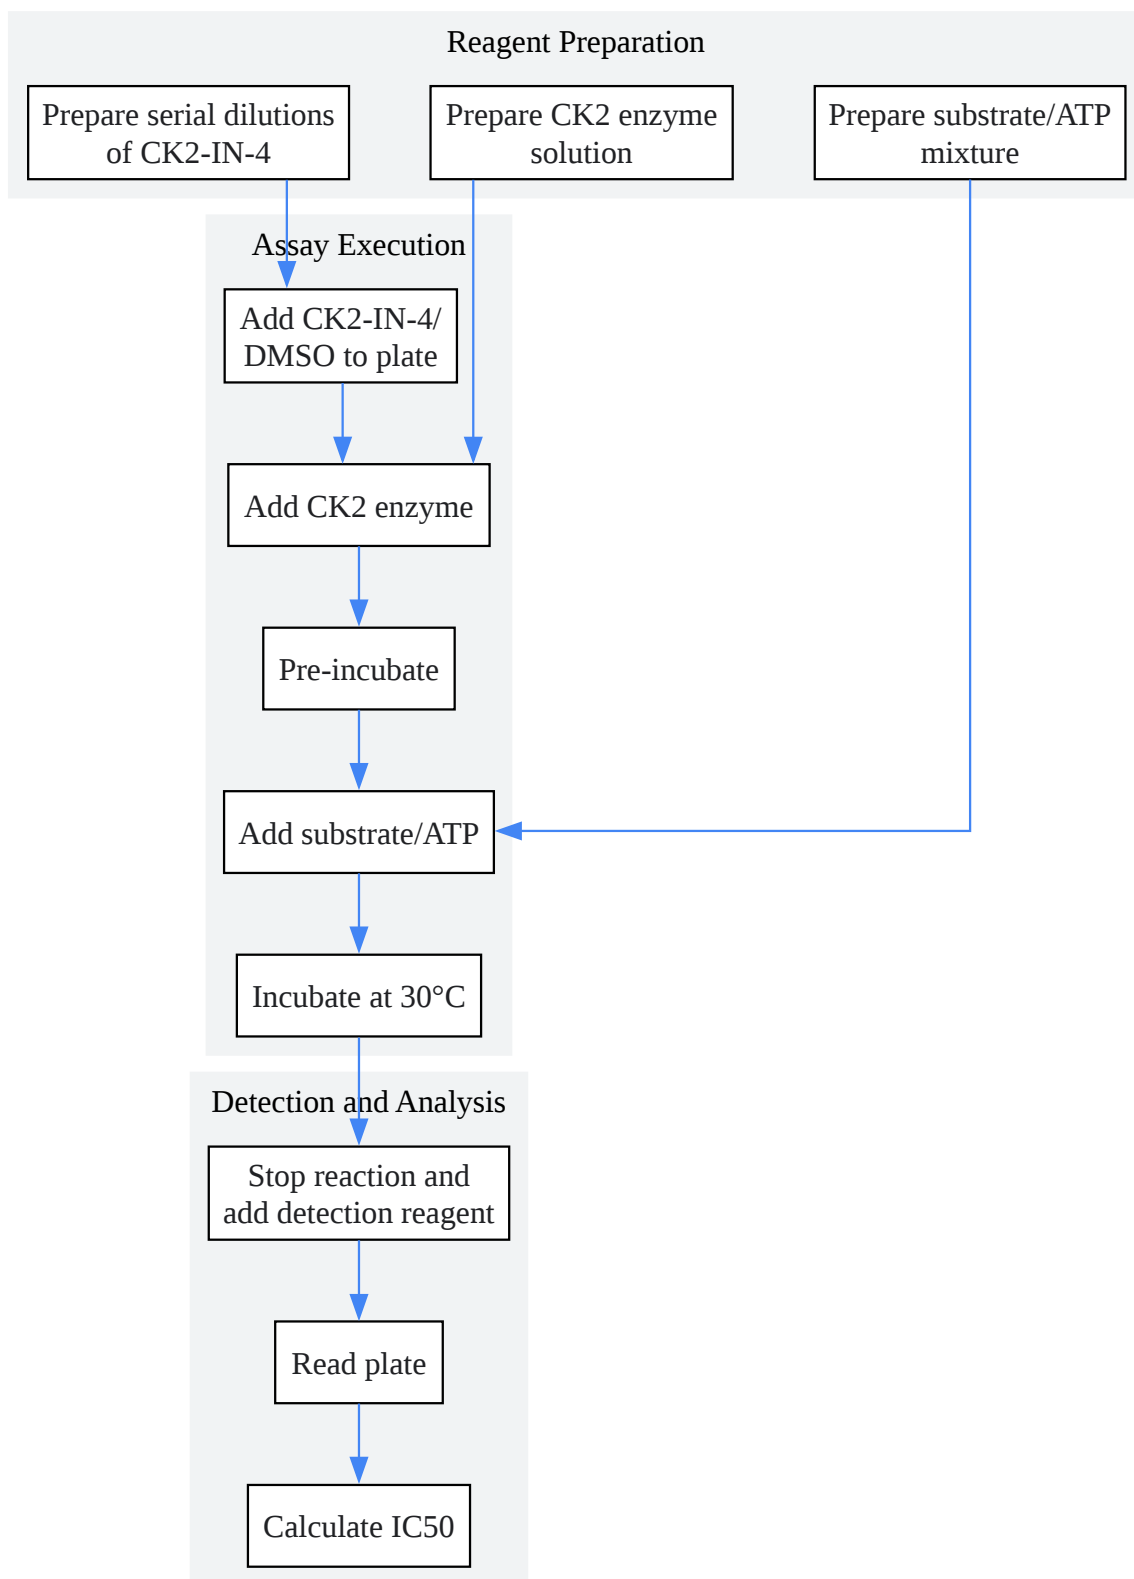 Reagent Preparation
Prepare serial dilutions
of CK2-IN-4
Prepare CK2 enzyme
solution
Prepare substrate/ATP
mixture
Assay Execution
Add CK2-IN-4/
DMSO to plate
Add CK2 enzyme
Pre-incubate
Add substrate/ATP
Incubate at 30°C
Detection and Analysis
Stop reaction and
add detection reagent
Read plate
Calculate IC50